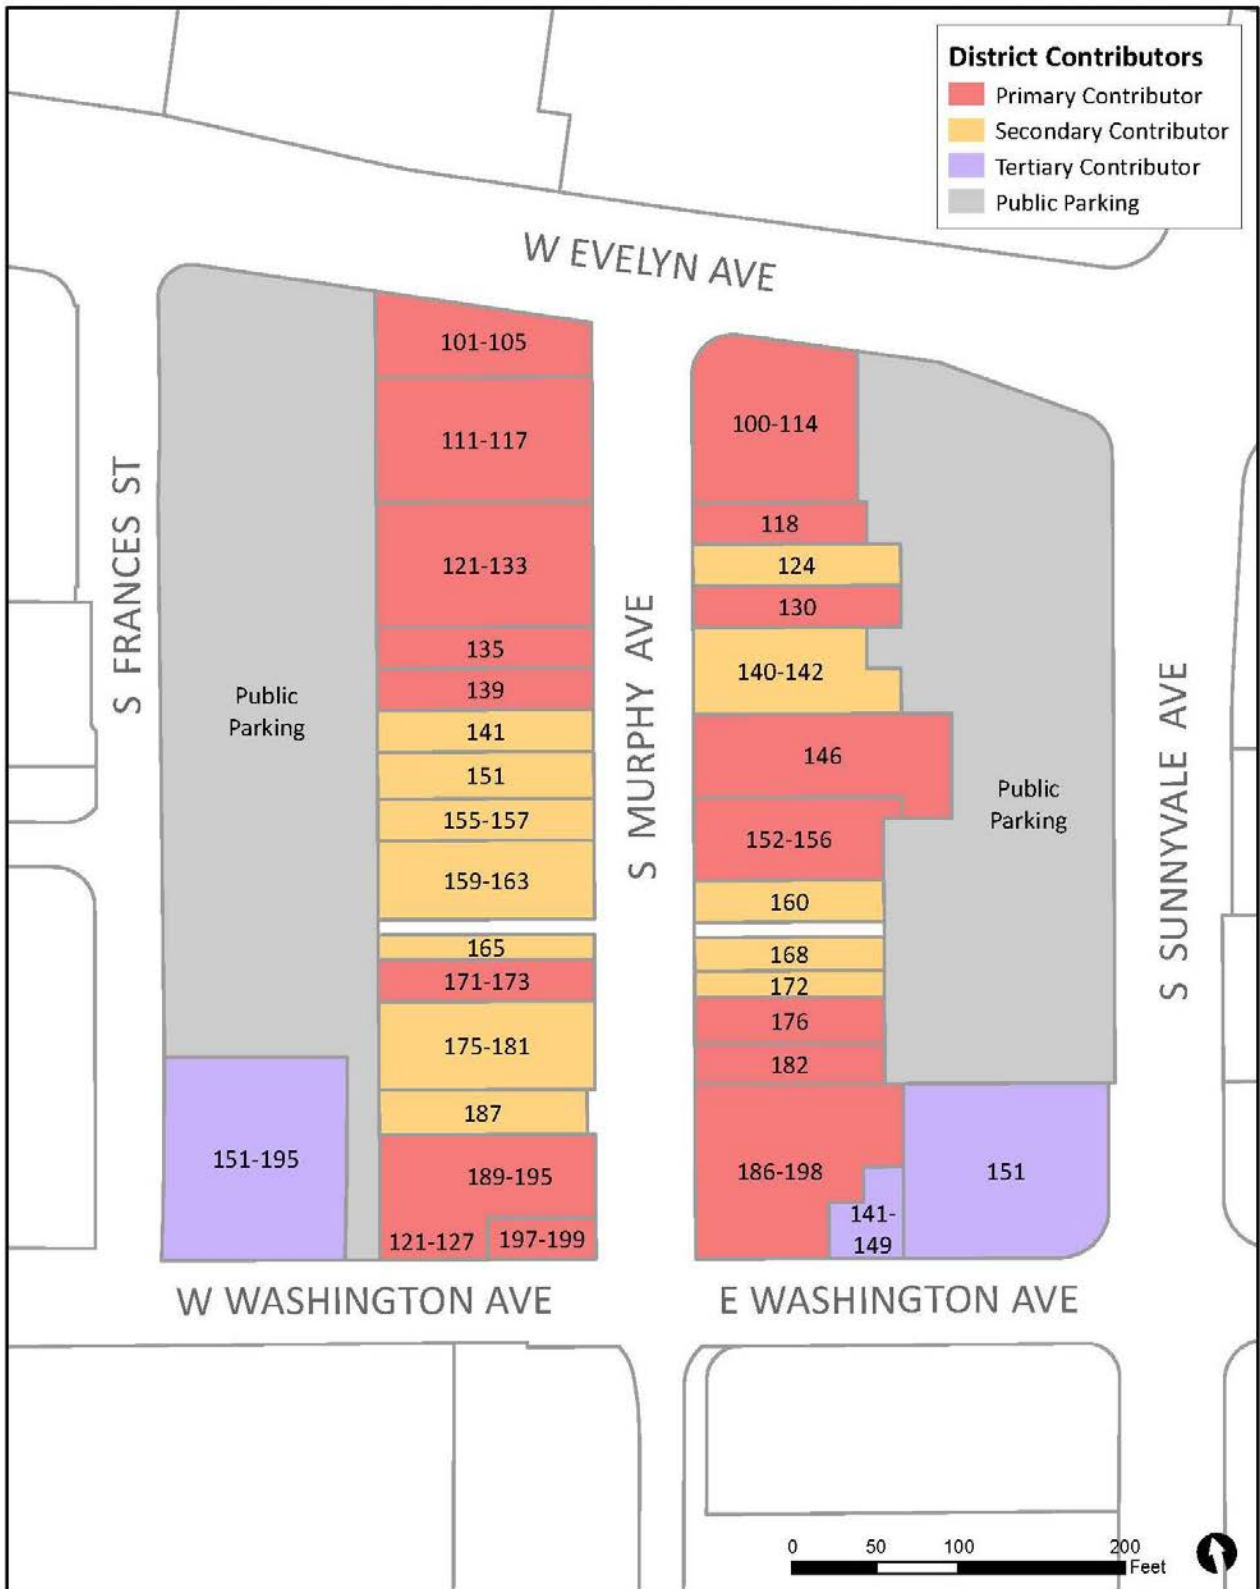 District Contributors
Primary Contributor
Secondary Contributor
Tertiary Contributor
Public Parking
W EVELYN AVE
S FRANCES ST
Public
Parking
101-105
111-117
121-133
135
139
141
151
155-157
159-163
165
171-173
175-181
187
189-195
121-127
197-199
151-195
S MURPHY AVE
100-114
118
124
130
140-142
146
152-156
160
168
172
176
182
186-198
141-
149
151
Public
Parking
S SUNNYVALE AVE
W WASHINGTON AVE
E WASHINGTON AVE
0 50 100 200
Feet